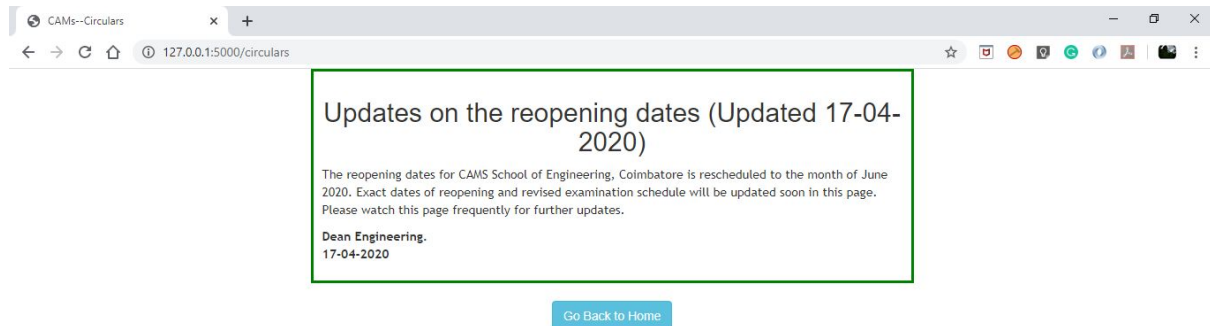 CAMs--Circulars
127.0.0.1:5000/circulars
Updates on the reopening dates (Updated 17-04-
2020)
The reopening dates for CAMS School of Engineering, Coimbatore is rescheduled to the month of June
2020. Exact dates of reopening and revised examination schedule will be updated soon in this page.
Please watch this page frequently for further updates.
Dean Engineering.
17-04-2020
Go Back to Home